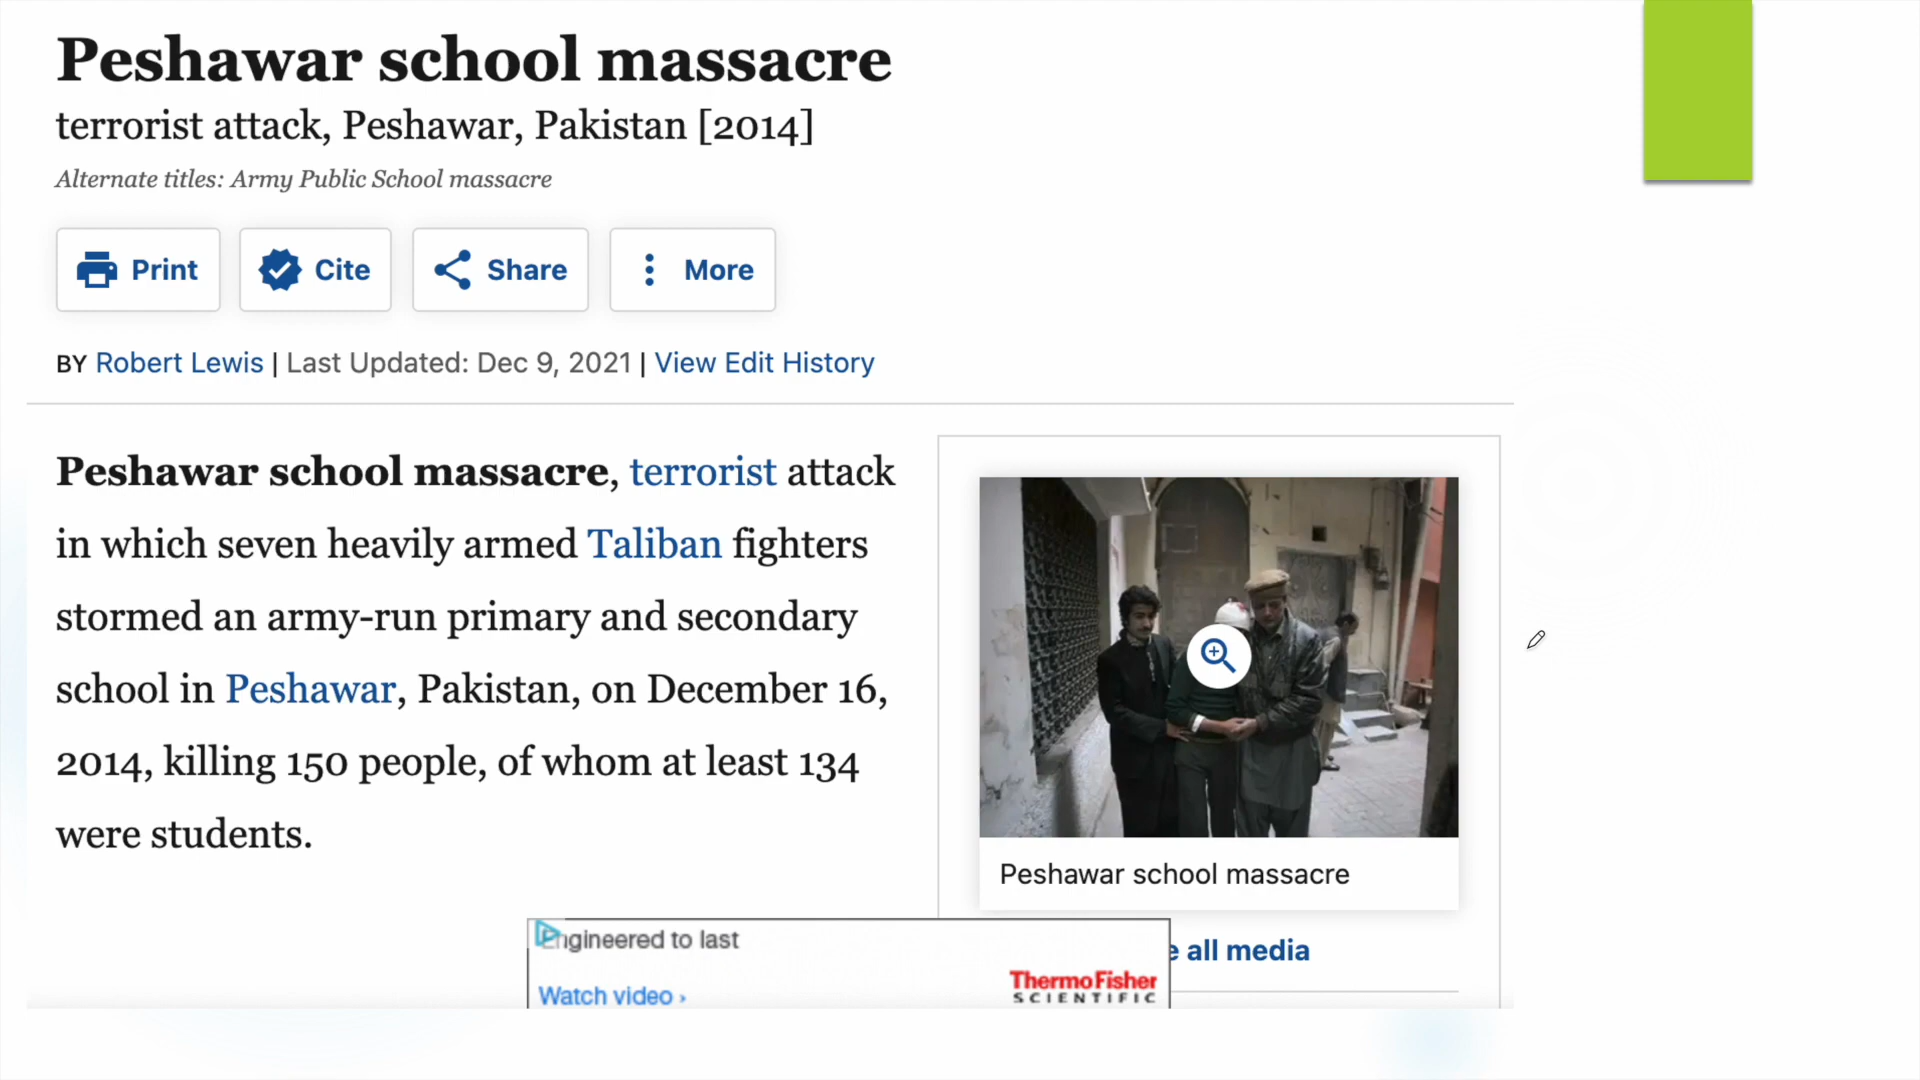 Peshawar school massacre
terrorist attack, Peshawar, Pakistan [2014]
Alternate titles: Army Public School massacre
Print
Cite
Share
More
BY Robert Lewis | Last Updated: Dec 9, 2021 | View Edit History
Peshawar school massacre, terrorist attack
in which seven heavily armed Taliban fighters
stormed an army-run primary and secondary
school in Peshawar, Pakistan, on December 16,
2014, killing 150 people, of whom at least 134
were students.
Peshawar school massacre
all media
Engineered to last
Watch video ›
ThermoFisher
SCIENTIFIC